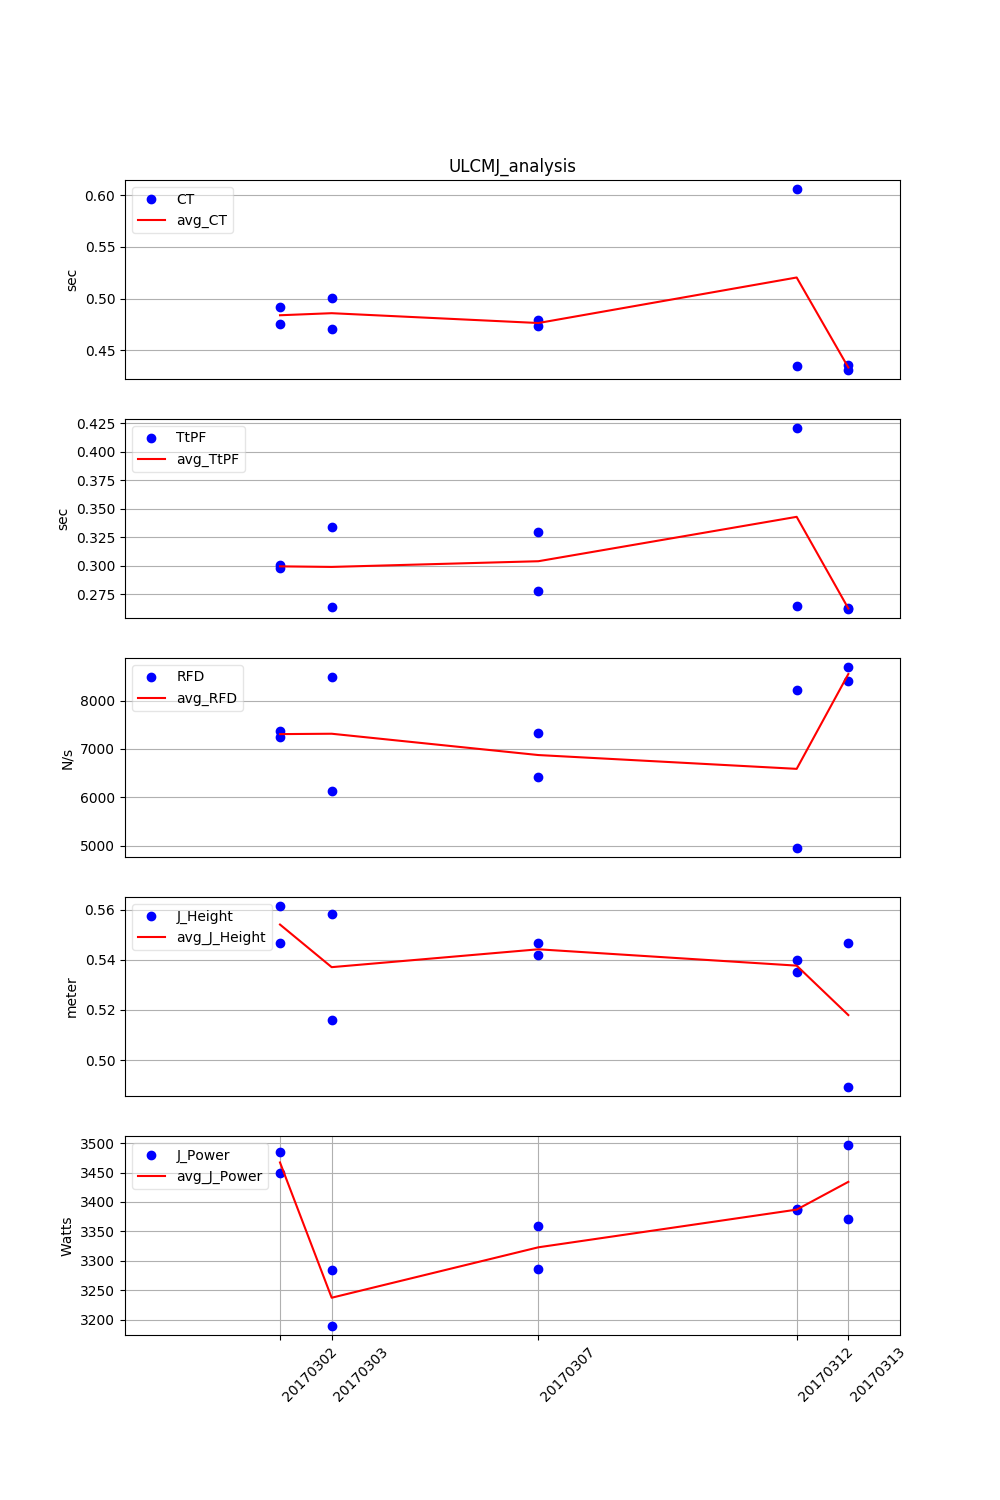 ULCMJ_analysis
CT
avg_CT
0.60
0.55
0.50
0.45
sec
TtPF
avg_TtPF
0.425
0.400
0.375
0.350
0.325
0.300
0.275
sec
RFD
avg_RFD
8000
7000
6000
5000
N/s
J_Height
avg_J_Height
0.56
0.54
0.52
0.50
meter
J_Power
avg_J_Power
3500
3450
3400
3350
3300
3250
3200
Watts
20170302
20170303
20170307
20170312
20170313